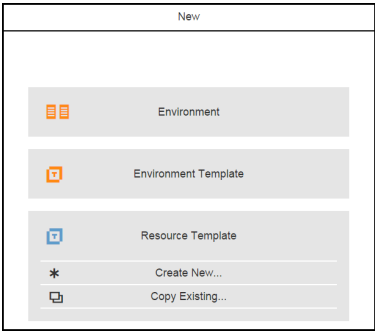 New
Environment
Environment Template
Resource Template
Create New...
Copy Existing...